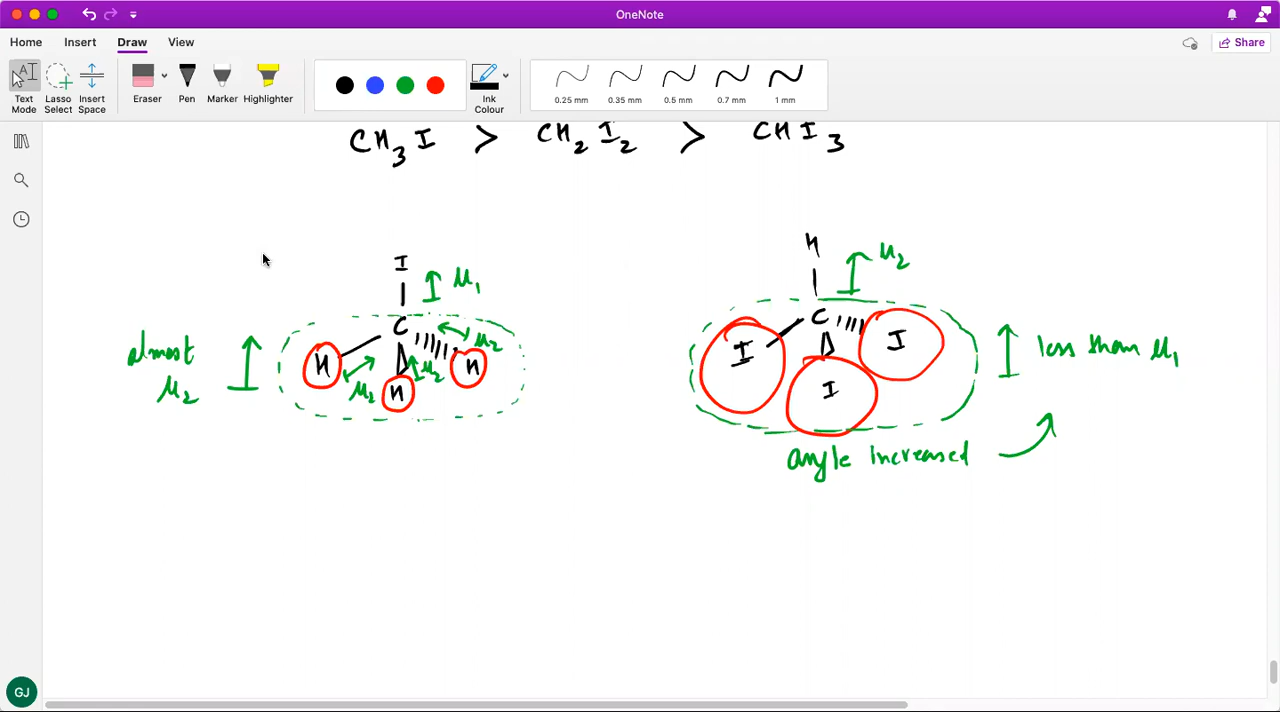 OneNote
Home Insert Draw View
Share
Text Mode
Lasso Select
Insert Space
Eraser
Pen
Marker
Highlighter
Ink Colour
0.25 mm
0.35 mm
0.5 mm
0.7 mm
1 mm
CH₃I > CH₂I₂ > CHI₃
I
μ₁
C
H
H
H
μ₂
μ₂
μ₂
almost
μ₂
H
μ₂
C
I
I
I
less than μ₁
angle increased
GJ